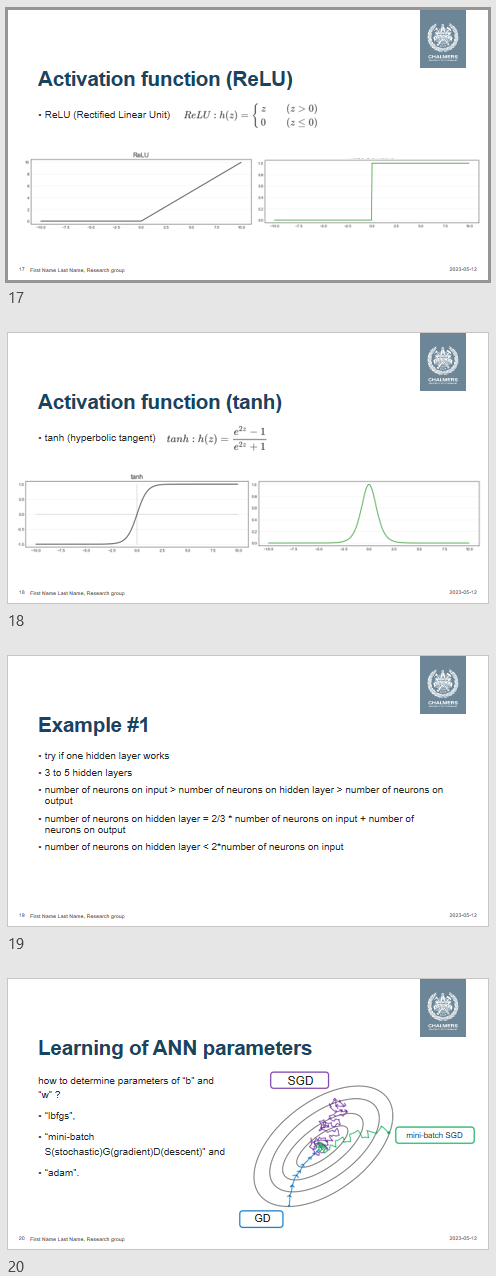 CHALMERS
Activation function (ReLU)
• ReLU (Rectified Linear Unit) ReLU : h(z) = { z (z > 0)
0 (z ≤ 0)
ReLU
10
8
6
4
2
0
-10.0 -7.5 -5.0 -2.5 0.0 2.5 5.0 7.5 10.0
1.0
0.8
0.6
0.4
0.2
0.0
-10.0 -7.5 -5.0 -2.5 0.0 2.5 5.0 7.5 10.0
17 First Name Last Name, Research group 2023-05-12
17
CHALMERS
Activation function (tanh)
• tanh (hyperbolic tangent) tanh : h(z) = (e^{2z} − 1) / (e^{2z} + 1)
tanh
1.0
0.5
0.0
-0.5
-1.0
-10.0 -7.5 -5.0 -2.5 0.0 2.5 5.0 7.5 10.0
1.0
0.8
0.6
0.4
0.2
0.0
-10.0 -7.5 -5.0 -2.5 0.0 2.5 5.0 7.5 10.0
18 First Name Last Name, Research group 2023-05-12
18
CHALMERS
Example #1
• try if one hidden layer works
• 3 to 5 hidden layers
• number of neurons on input > number of neurons on hidden layer > number of neurons on
output
• number of neurons on hidden layer = 2/3 * number of neurons on input + number of
neurons on output
• number of neurons on hidden layer < 2*number of neurons on input
19 First Name Last Name, Research group 2023-05-12
19
CHALMERS
Learning of ANN parameters
how to determine parameters of "b" and
"w" ?
• "lbfgs",
• "mini-batch
S(stochastic)G(gradient)D(descent)" and
• "adam".
SGD
mini-batch SGD
GD
20 First Name Last Name, Research group 2023-05-12
20